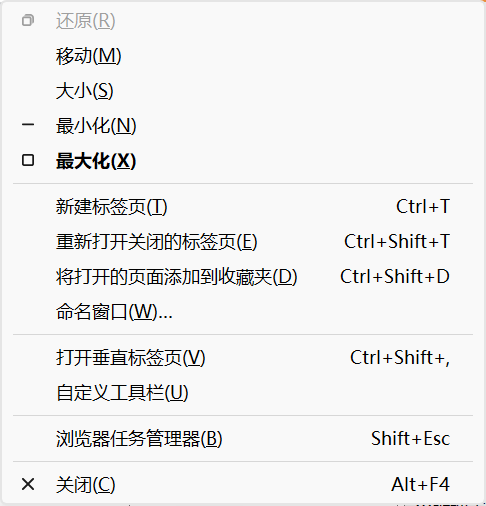 还原(R)
移动(M)
大小(S)
最小化(N)
最大化(X)
新建标签页(T) Ctrl+T
重新打开关闭的标签页(E) Ctrl+Shift+T
将打开的页面添加到收藏夹(D) Ctrl+Shift+D
命名窗口(W)...
打开垂直标签页(V) Ctrl+Shift+,
自定义工具栏(U)
浏览器任务管理器(B) Shift+Esc
关闭(C) Alt+F4